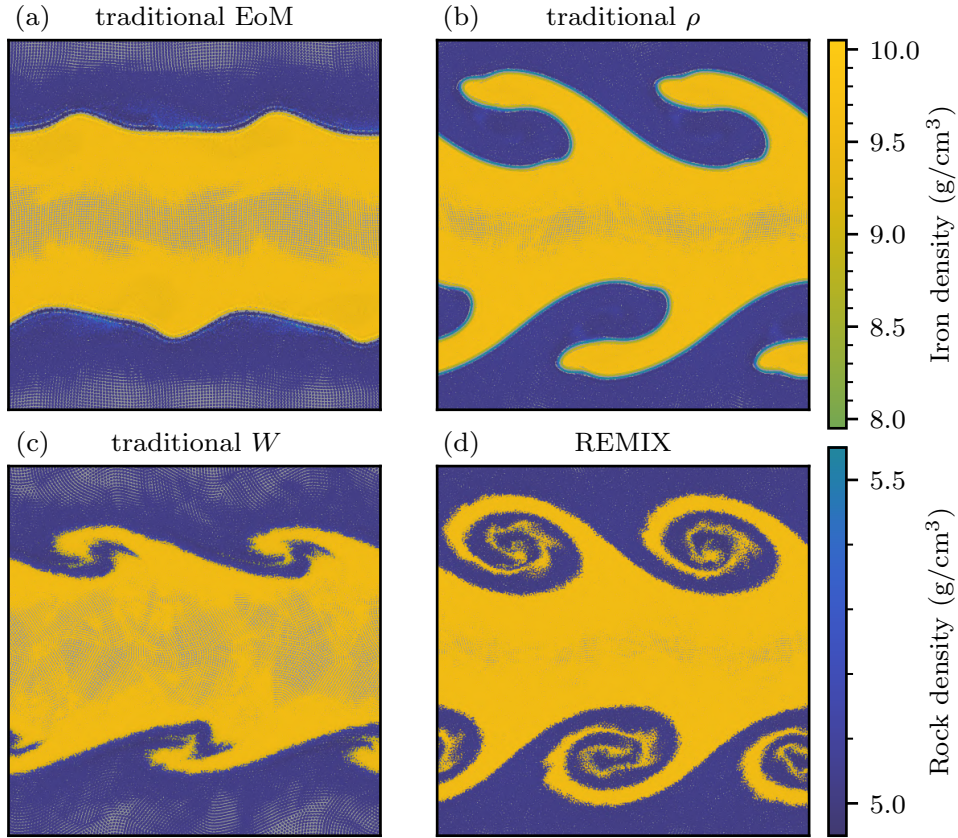 (a) traditional EoM
(b) traditional ρ
10.0
9.5
9.0
8.5
8.0
Iron density (g/cm³)
(c) traditional W
(d) REMIX
5.5
5.0
Rock density (g/cm³)